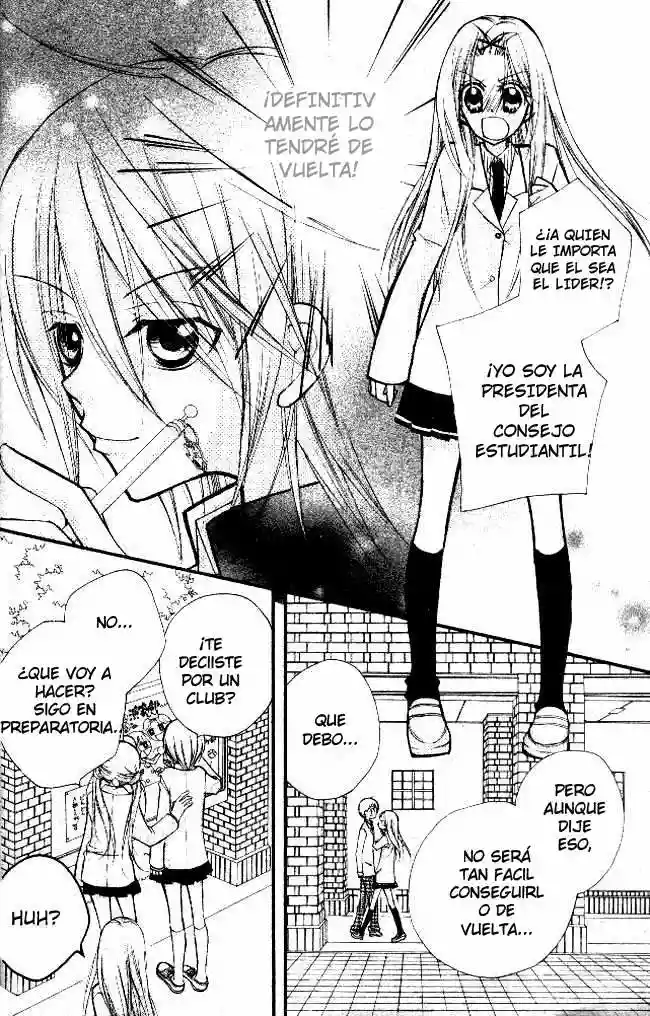 ¿¡A QUIEN
LE IMPORTA
QUE EL SEA
EL LIDER!?
¡YO SOY LA
PRESIDENTA
DEL
CONSEJO
ESTUDIANTIL!
¡DEFINITIV
AMENTE LO
TENDRÉ DE
VUELTA!
PERO
AUNQUE
DIJE
ESO,
NO SERÁ
TAN FACIL
CONSEGUIRL
O DE
VUELTA...
QUE
DEBO...
¿TE
DECIISTE
POR UN
CLUB?
NO...
¿QUE VOY A
HACER?
SIGO EN
PREPARATORIA.
HUH?